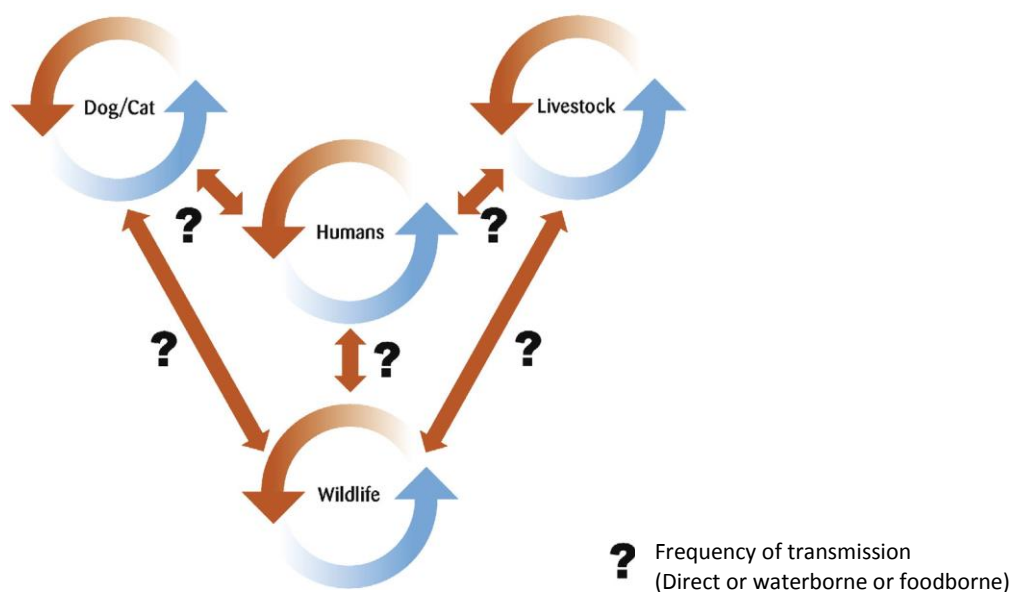 Dog/Cat
Livestock
?
Humans
?
?
?
?
Wildlife
? Frequency of transmission
(Direct or waterborne or foodborne)